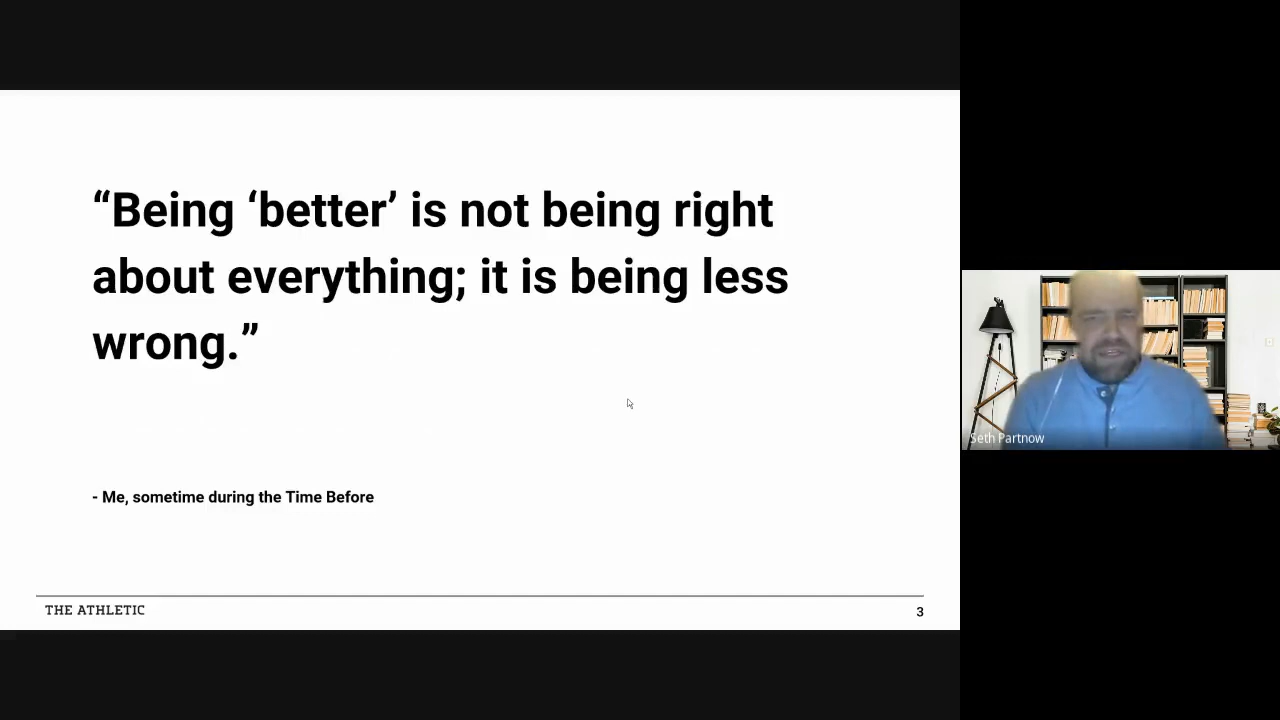 “Being ‘better’ is not being right
about everything; it is being less
wrong.”
- Me, sometime during the Time Before
THE ATHLETIC
3
Seth Partnow